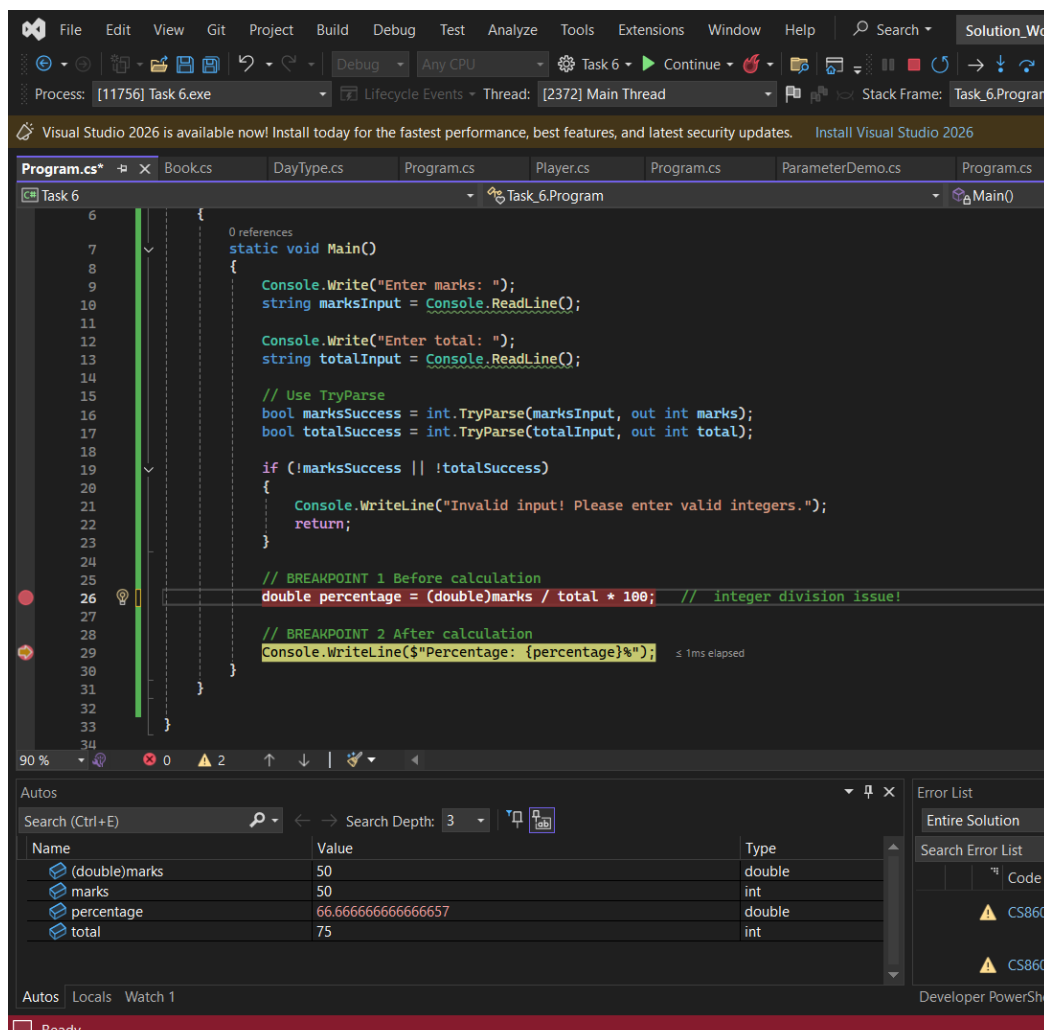 File Edit View Git Project Build Debug Test Analyze Tools Extensions Window Help Search Solution_Wo
Debug Any CPU Task 6 Continue
Process: [11756] Task 6.exe Lifecycle Events Thread: [2372] Main Thread Stack Frame: Task_6.Program
Visual Studio 2026 is available now! Install today for the fastest performance, best features, and latest security updates. Install Visual Studio 2026
Program.cs* Book.cs DayType.cs Program.cs Player.cs Program.cs ParameterDemo.cs Program.cs
C# Task 6 Task_6.Program Main()
6 {
0 references
7 static void Main()
8 {
9 Console.Write("Enter marks: ");
10 string marksInput = Console.ReadLine();
11
12 Console.Write("Enter total: ");
13 string totalInput = Console.ReadLine();
14
15 // Use TryParse
16 bool marksSuccess = int.TryParse(marksInput, out int marks);
17 bool totalSuccess = int.TryParse(totalInput, out int total);
18
19 if (!marksSuccess || !totalSuccess)
20 {
21 Console.WriteLine("Invalid input! Please enter valid integers.");
22 return;
23 }
24
25 // BREAKPOINT 1 Before calculation
26 double percentage = (double)marks / total * 100; // integer division issue!
27
28 // BREAKPOINT 2 After calculation
29 Console.WriteLine($"Percentage: {percentage}%"); ≤ 1ms elapsed
30 }
31 }
32
33 }
34
90 % 0 2
Autos Error List
Search (Ctrl+E) Search Depth: 3 Entire Solution
Name Value Type Search Error List
(double)marks 50 double Code
marks 50 int
percentage 66.666666666666657 double CS860
total 75 int
CS860
Autos Locals Watch 1 Developer PowerShe
Ready